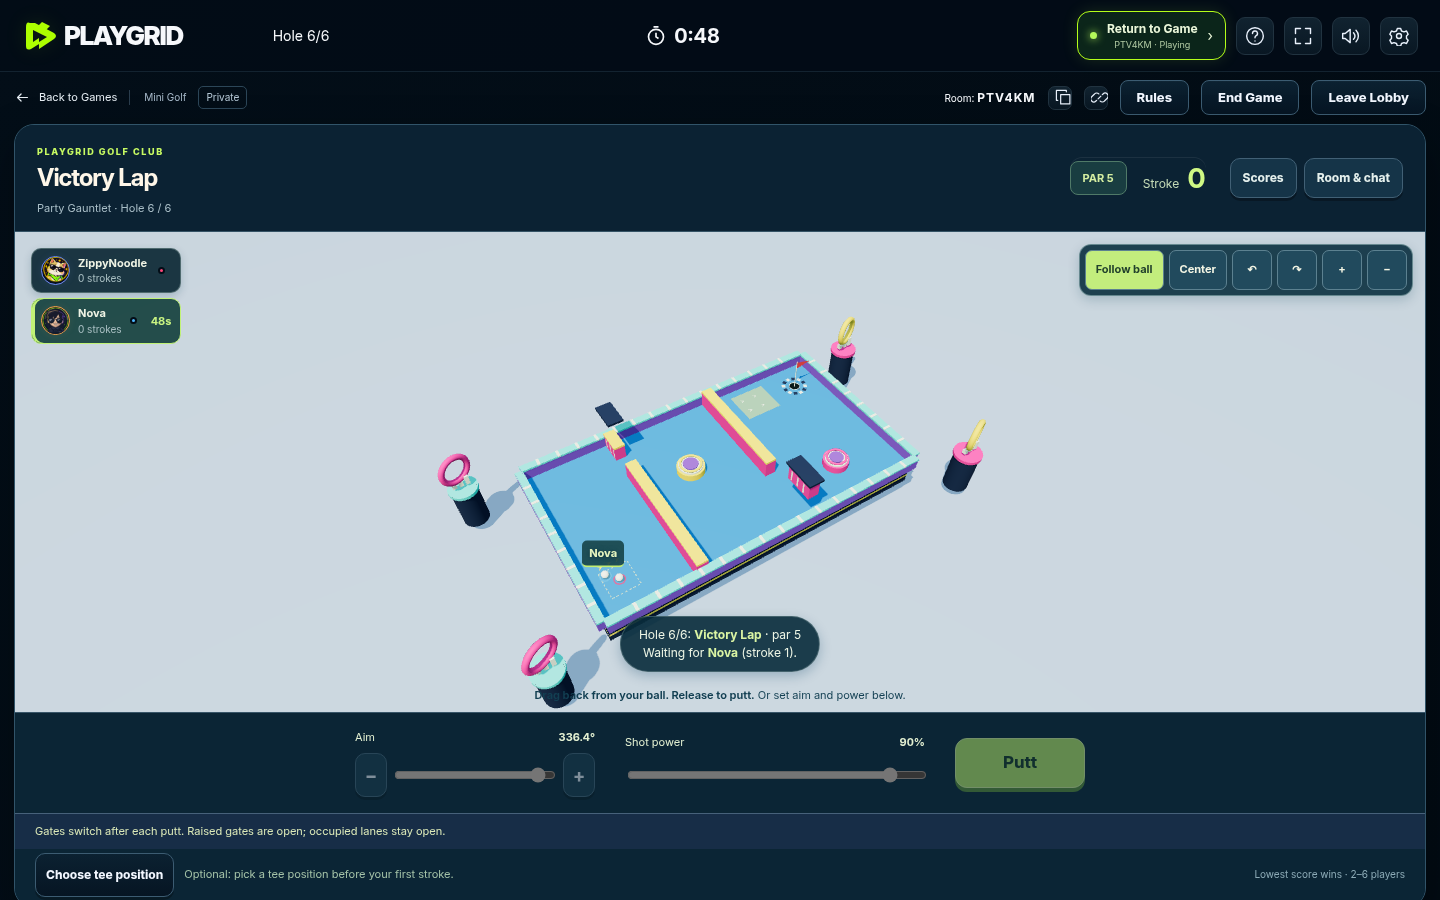 PLAYGRID
Hole 6/6
0:48
Return to Game
PTV4KM · Playing
›
?
Back to Games
Mini Golf
Private
Room: PTV4KM
Rules
End Game
Leave Lobby
PLAYGRID GOLF CLUB
Victory Lap
Party Gauntlet · Hole 6 / 6
PAR 5
Stroke 0
Scores
Room & chat
ZippyNoodle
0 strokes
Nova
0 strokes
48s
Follow ball
Center
↶
↷
+
−
Nova
Hole 6/6: Victory Lap · par 5
Waiting for Nova (stroke 1).
Drag back from your ball. Release to putt. Or set aim and power below.
Aim
336.4°
−
+
Shot power
90%
Putt
Gates switch after each putt. Raised gates are open; occupied lanes stay open.
Choose tee position
Optional: pick a tee position before your first stroke.
Lowest score wins · 2–6 players